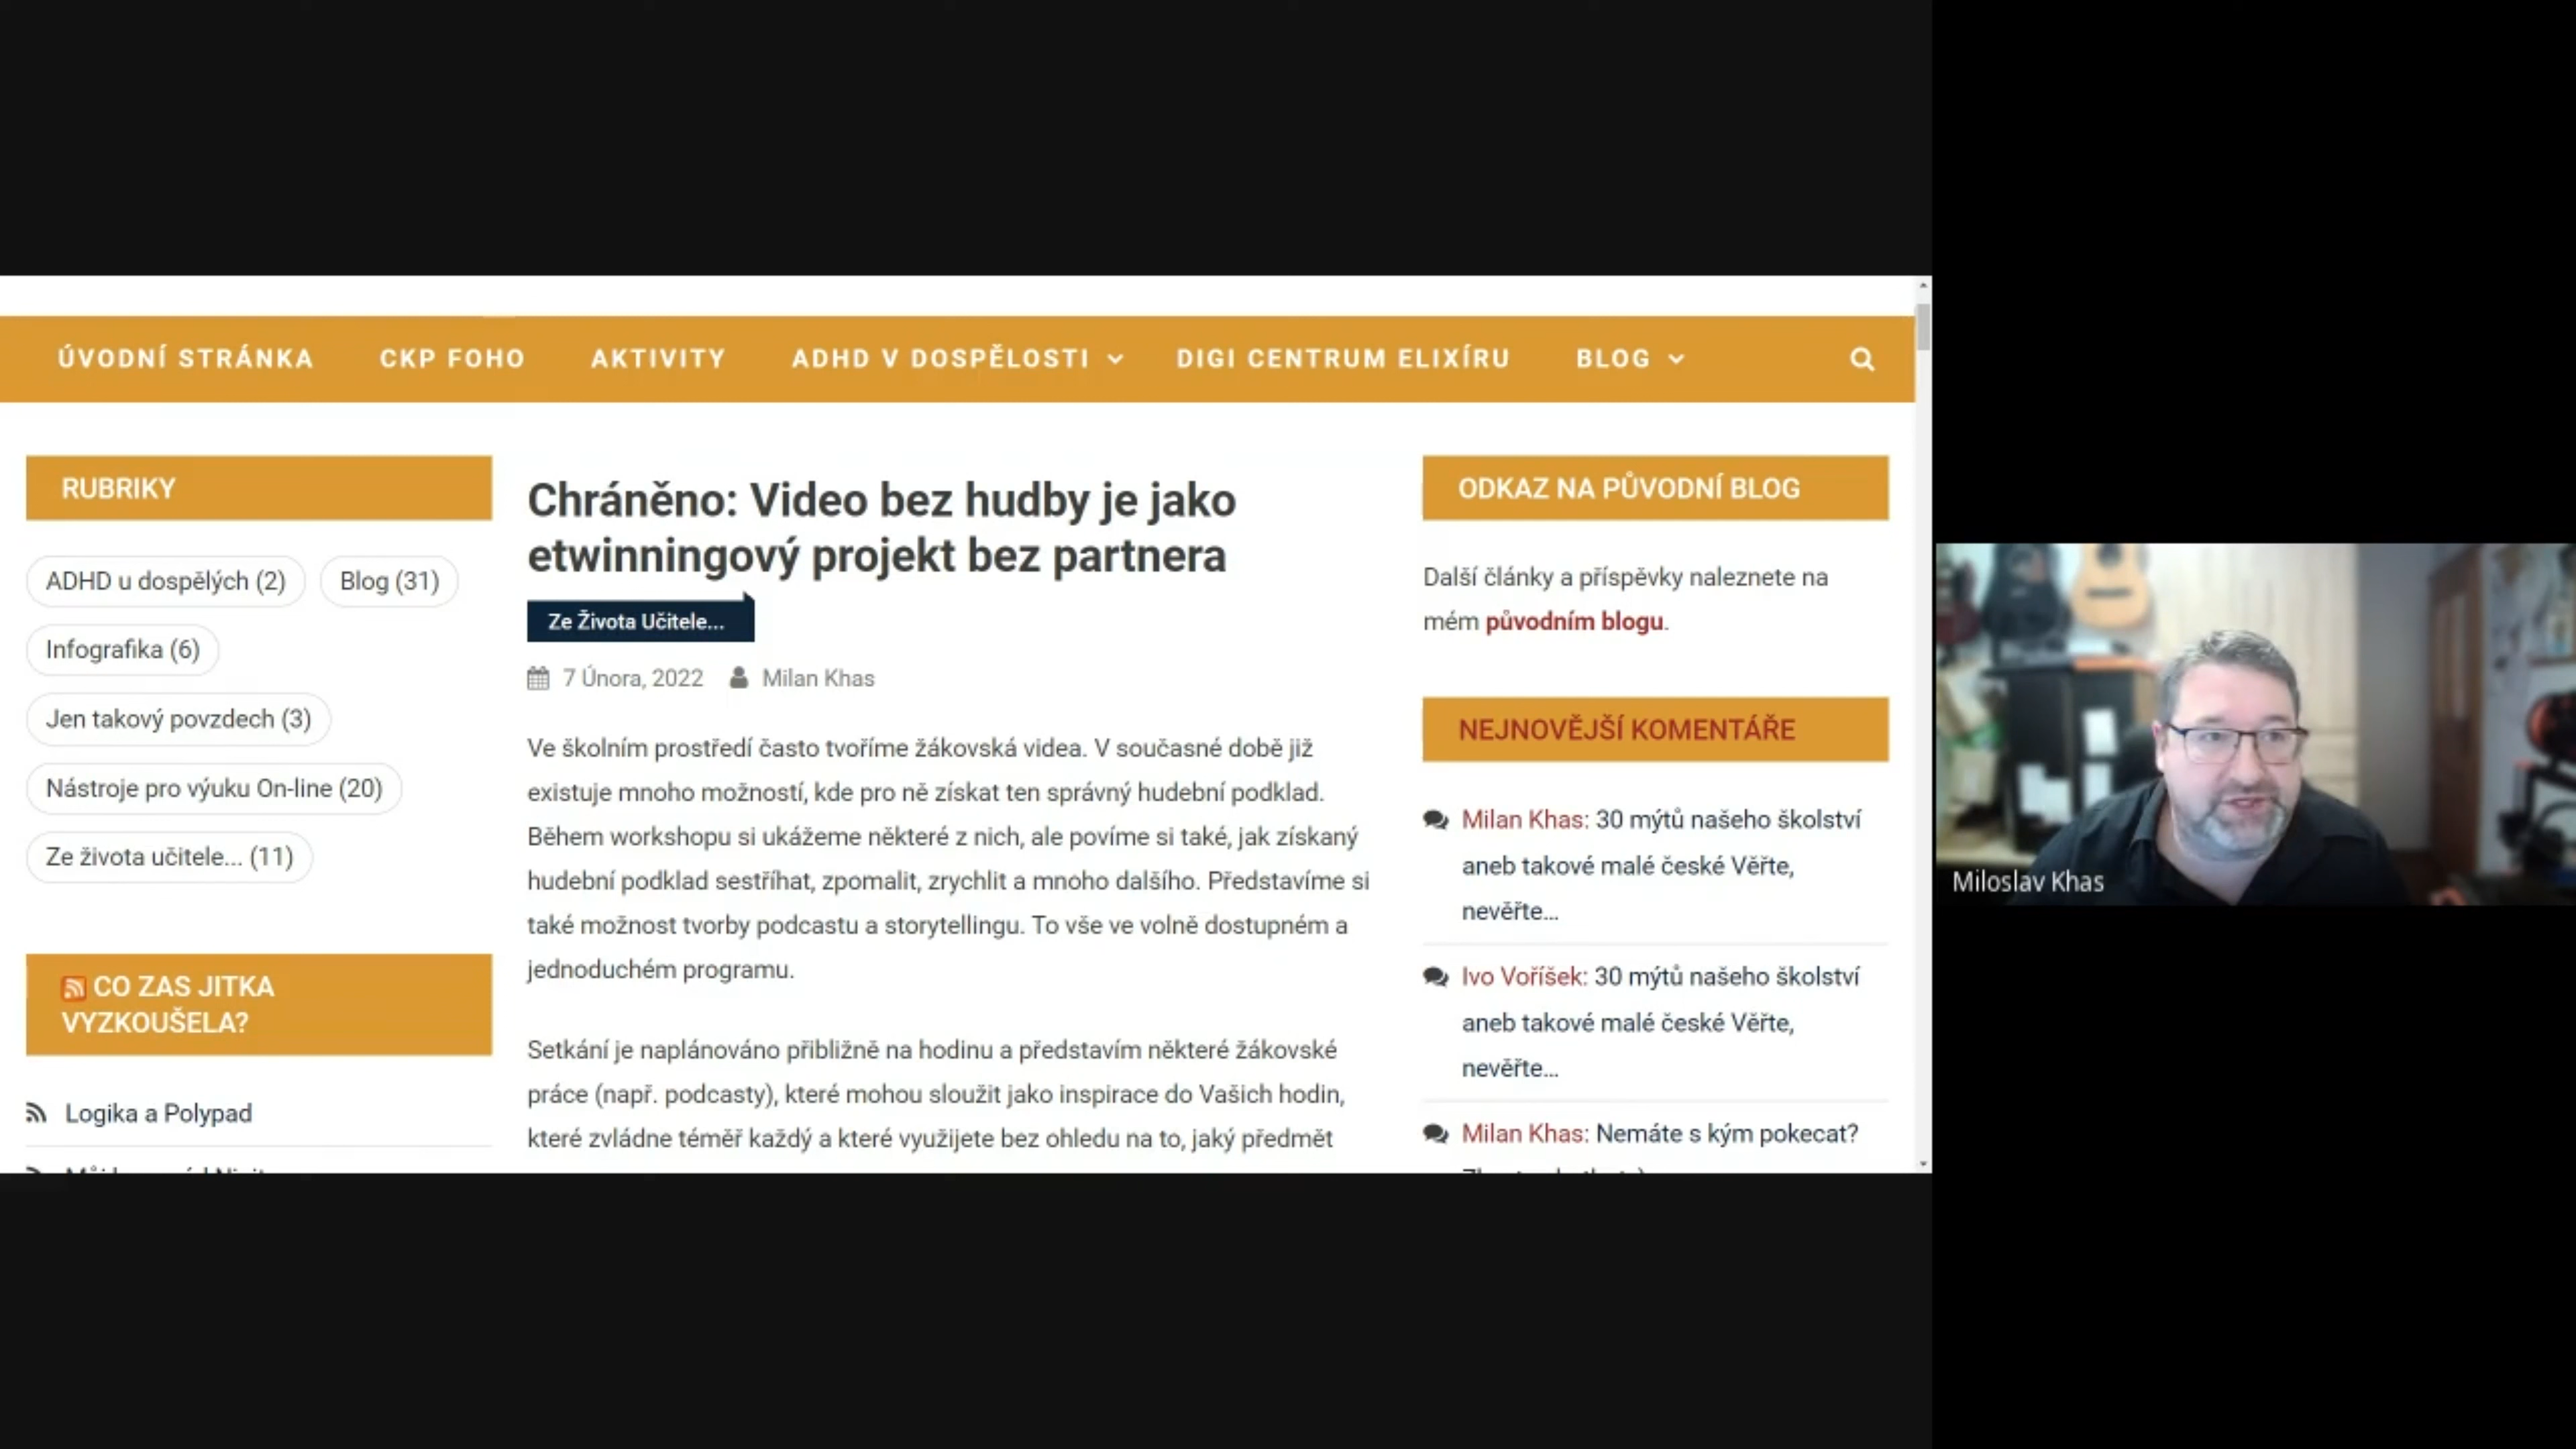 ÚVODNÍ STRÁNKA CKP FOHO AKTIVITY ADHD V DOSPĚLOSTI DIGI CENTRUM ELIXÍRU BLOG
RUBRIKY
ADHD u dospělých (2) Blog (31)
Infografika (6)
Jen takový povzdech (3)
Nástroje pro výuku On-line (20)
Ze života učitele... (11)
CO ZAS JITKA
VYZKOUŠELA?
Logika a Polypad
Chráněno: Video bez hudby je jako
etwinningový projekt bez partnera
Ze Života Učitele...
7 Února, 2022 Milan Khas
Ve školním prostředí často tvoříme žákovská videa. V současné době již
existuje mnoho možností, kde pro ně získat ten správný hudební podklad.
Během workshopu si ukážeme některé z nich, ale povíme si také, jak získaný
hudební podklad sestříhat, zpomalit, zrychlit a mnoho dalšího. Představíme si
také možnost tvorby podcastu a storytellingu. To vše ve volně dostupném a
jednoduchém programu.
Setkání je naplánováno přibližně na hodinu a představím některé žákovské
práce (např. podcasty), které mohou sloužit jako inspirace do Vašich hodin,
které zvládne téměř každý a které využijete bez ohledu na to, jaký předmět
ODKAZ NA PŮVODNÍ BLOG
Další články a příspěvky naleznete na
mém původním blogu.
NEJNOVĚJŠÍ KOMENTÁŘE
Milan Khas: 30 mýtů našeho školství
aneb takové malé české Věřte,
nevěřte...
Ivo Voříšek: 30 mýtů našeho školství
aneb takové malé české Věřte,
nevěřte...
Milan Khas: Nemáte s kým pokecat?
Miloslav Khas